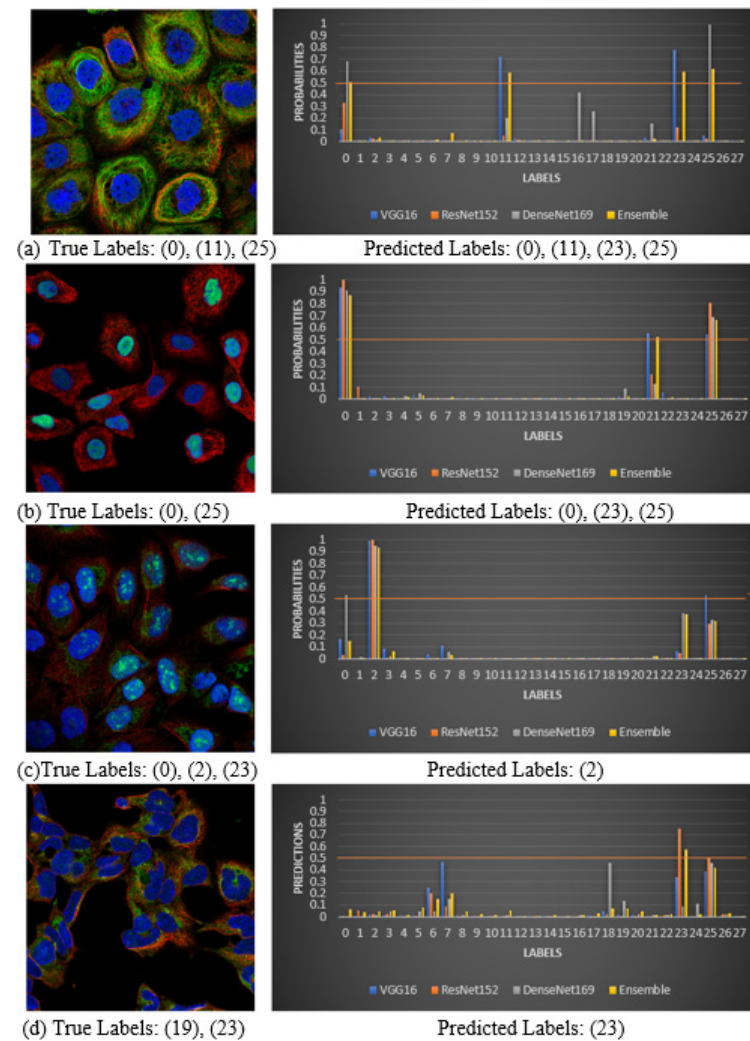 1
0.9
0.8
0.7
0.6
0.5
0.4
0.3
0.2
0.1
0
PROBABILITIES
0 1 2 3 4 5 6 7 8 9 10 11 12 13 14 15 16 17 18 19 20 21 22 23 24 25 26 27
LABELS
VGG16 ResNet152 DenseNet169 Ensemble
(a) True Labels: (0), (11), (25) Predicted Labels: (0), (11), (23), (25)
1
0.9
0.8
0.7
0.6
0.5
0.4
0.3
0.2
0.1
0
PROBABILITIES
0 1 2 3 4 5 6 7 8 9 10 11 12 13 14 15 16 17 18 19 20 21 22 23 24 25 26 27
LABELS
VGG16 ResNet152 DenseNet169 Ensemble
(b) True Labels: (0), (25) Predicted Labels: (0), (23), (25)
1
0.9
0.8
0.7
0.6
0.5
0.4
0.3
0.2
0.1
0
PROBABILITIES
0 1 2 3 4 5 6 7 8 9 10 11 12 13 14 15 16 17 18 19 20 21 22 23 24 25 26 27
LABELS
VGG16 ResNet152 DenseNet169 Ensemble
(c)True Labels: (0), (2), (23) Predicted Labels: (2)
1
0.9
0.8
0.7
0.6
0.5
0.4
0.3
0.2
0.1
0
PREDICTIONS
0 1 2 3 4 5 6 7 8 9 10 11 12 13 14 15 16 17 18 19 20 21 22 23 24 25 26 27
LABELS
VGG16 ResNet152 DenseNet169 Ensemble
(d) True Labels: (19), (23) Predicted Labels: (23)